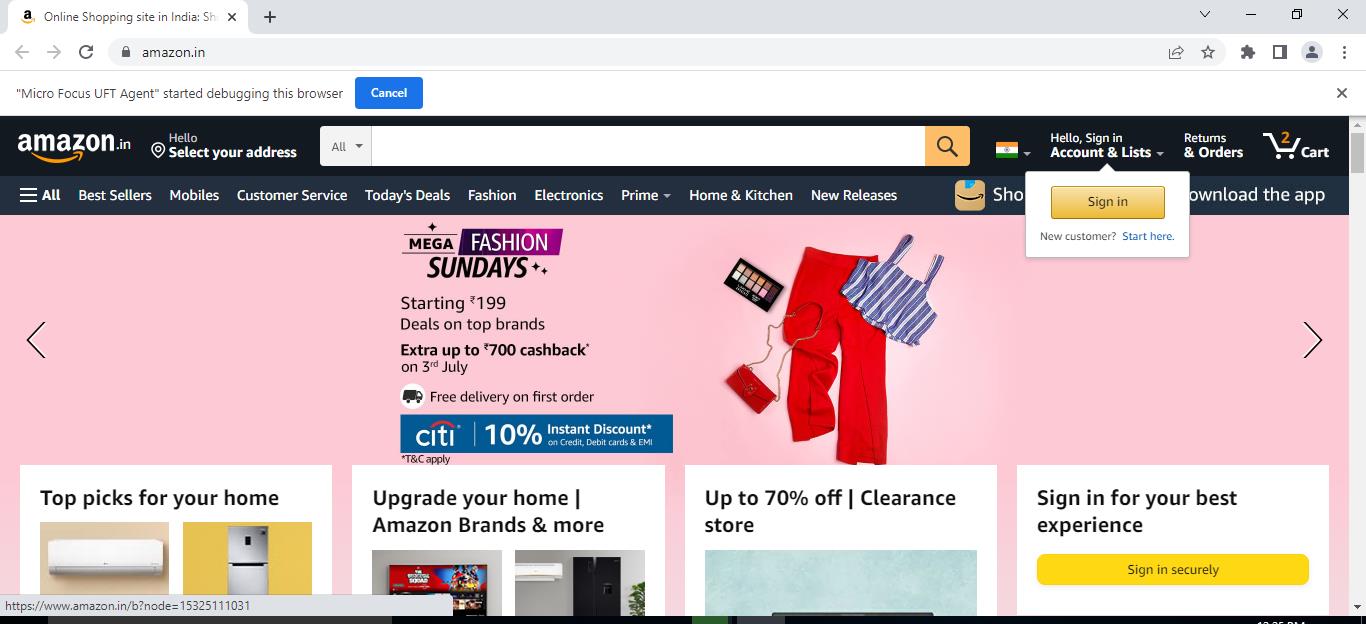 Online Shopping site in India: Sh
amazon.in
"Micro Focus UFT Agent" started debugging this browser
Cancel
amazon.in
Hello
Select your address
All
Hello, Sign in
Account & Lists
Returns
& Orders
2
Cart
All
Best Sellers
Mobiles
Customer Service
Today's Deals
Fashion
Electronics
Prime
Home & Kitchen
New Releases
Sho
ownload the app
Sign in
New customer? Start here.
MEGA FASHION
SUNDAYS
Starting ₹199
Deals on top brands
Extra up to ₹700 cashback*
on 3rd July
Free delivery on first order
citi 10% Instant Discount*
on Credit, Debit cards & EMI
*T&C apply
Top picks for your home
Upgrade your home |
Amazon Brands & more
Up to 70% off | Clearance
store
Sign in for your best
experience
Sign in securely
https://www.amazon.in/b?node=15325111031